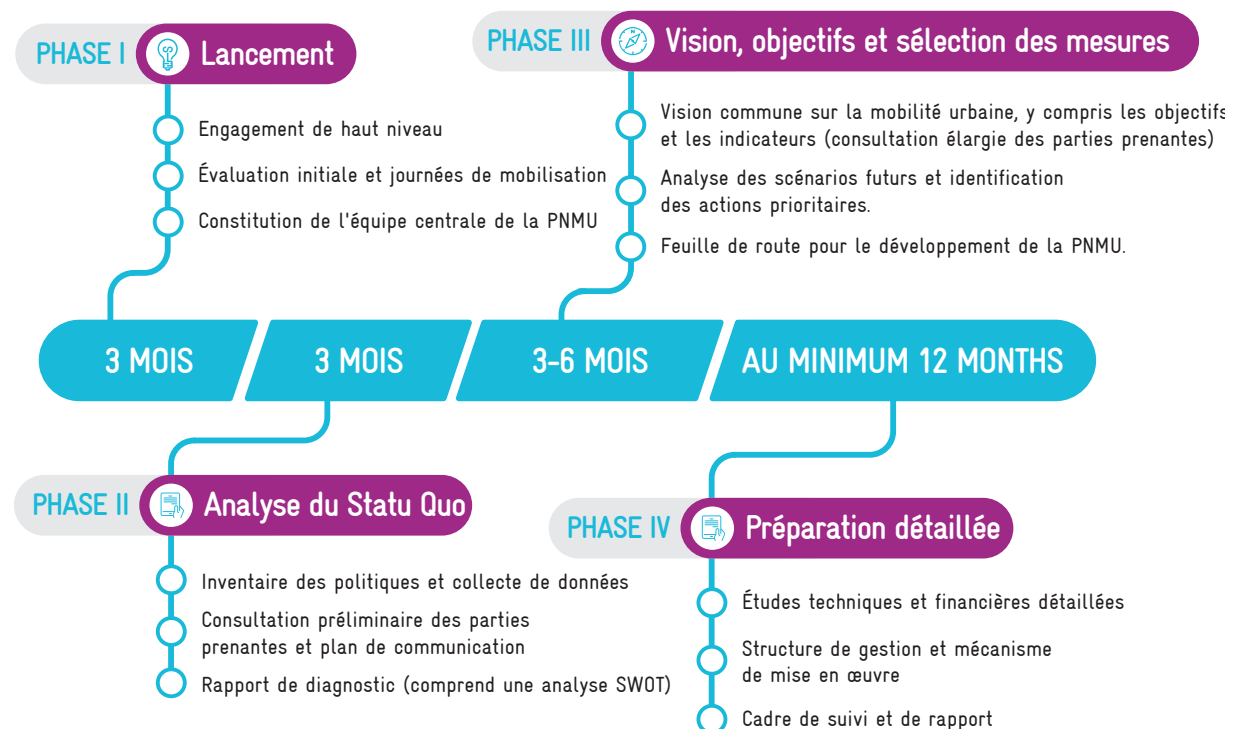 PHASE I
Lancement
Engagement de haut niveau
Évaluation initiale et journées de mobilisation
Constitution de l'équipe centrale de la PNMU
PHASE III
Vision, objectifs et sélection des mesures
Vision commune sur la mobilité urbaine, y compris les objectifs
et les indicateurs (consultation élargie des parties prenantes)
Analyse des scénarios futurs et identification
des actions prioritaires.
Feuille de route pour le développement de la PNMU.
3 MOIS
3 MOIS
3-6 MOIS
AU MINIMUM 12 MONTHS
PHASE II
Analyse du Statu Quo
Inventaire des politiques et collecte de données
Consultation préliminaire des parties
prenantes et plan de communication
Rapport de diagnostic (comprend une analyse SWOT)
PHASE IV
Préparation détaillée
Études techniques et financières détaillées
Structure de gestion et mécanisme
de mise en œuvre
Cadre de suivi et de rapport